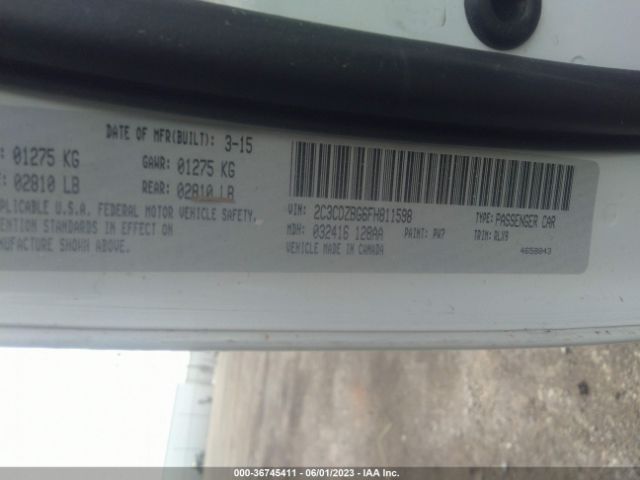 DATE OF MFR(BUILT): 3-15
01275 KG GAWR: 01275 KG
02810 LB REAR: 02810 LB
PLICABLE U.S.A. FEDERAL MOTOR VEHICLE SAFETY,
ENTION STANDARDS IN EFFECT ON
NUFACTURE SHOWN ABOVE.
VIN: 2C3CDZBG6FH811598 TYPE: PASSENGER CAR
MDH: 032416 128AA PAINT: PW7 TRIM: RLX9
VEHICLE MADE IN CANADA 4658043
000-36745411 - 06/01/2023 - IAA Inc.